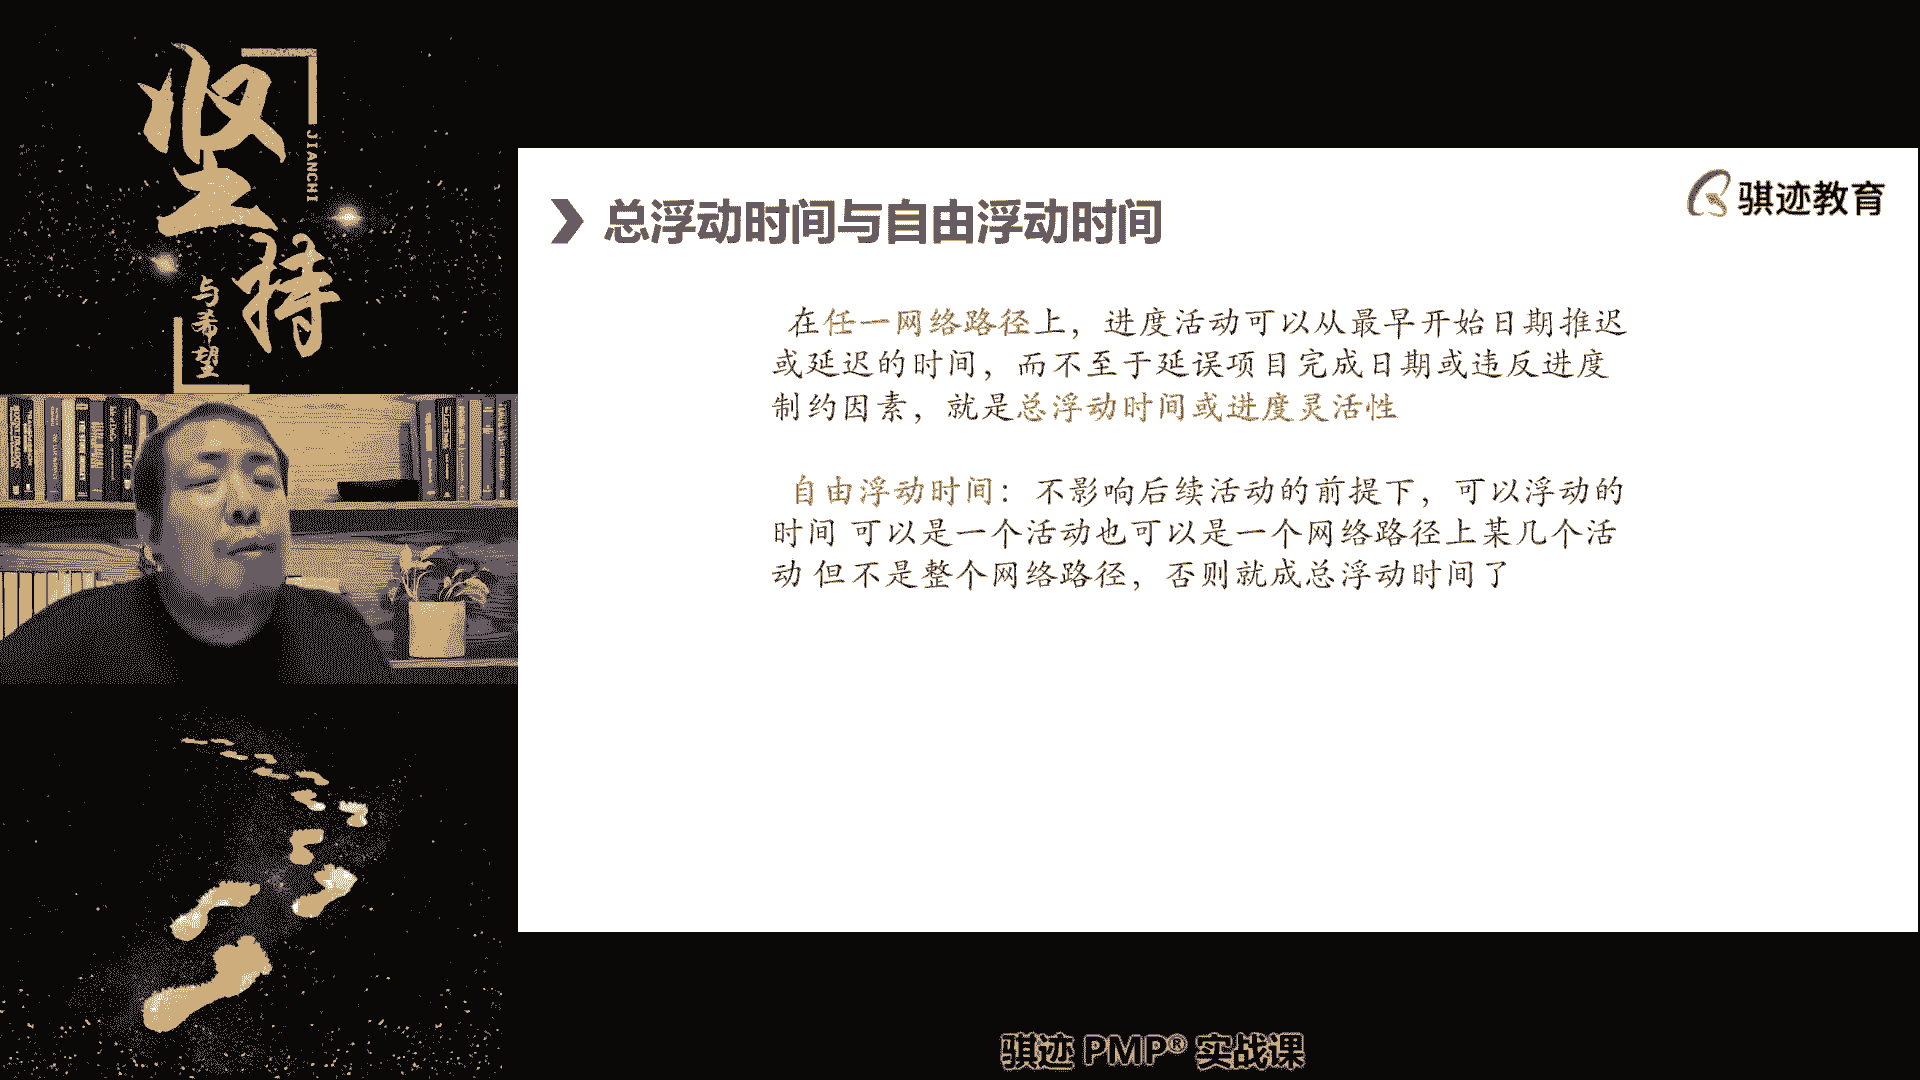 坚持
JIANCHI
与希望
骐迹教育
总浮动时间与自由浮动时间
在任一网络路径上，进度活动可以从最早开始日期推迟
或延迟的时间，而不至于延误项目完成日期或违反进度
制约因素，就是总浮动时间或进度灵活性
自由浮动时间：不影响后续活动的前提下，可以浮动的
时间 可以是一个活动也可以是一个网络路径上某几个活
动 但不是整个网络路径，否则就成总浮动时间了
骐迹 PMP® 实战课